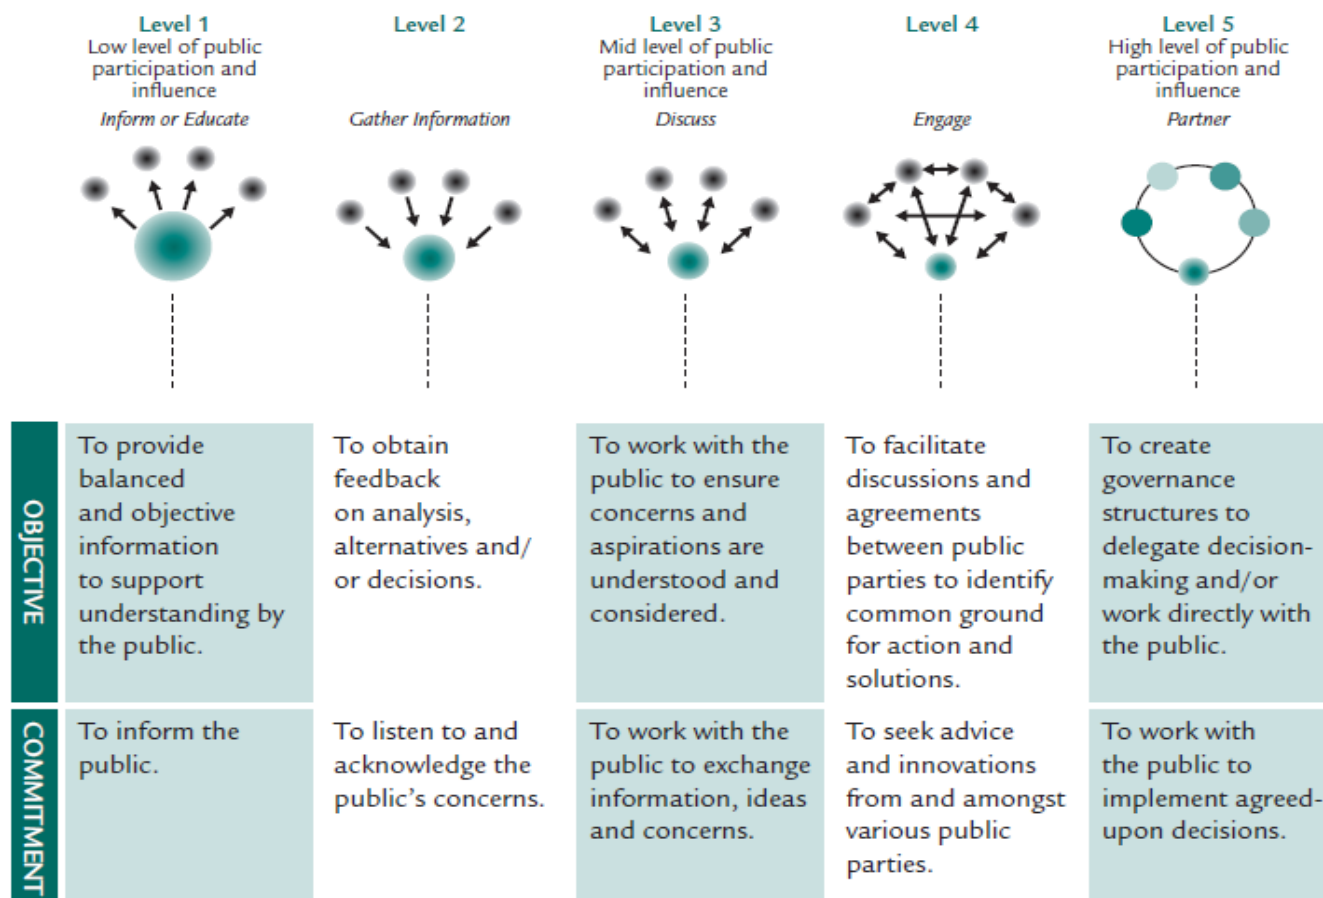 Level 1
Low level of public
participation and
influence
Inform or Educate
Level 2
Gather Information
Level 3
Mid level of public
participation and
influence
Discuss
Level 4
Engage
Level 5
High level of public
participation and
influence
Partner
OBJECTIVE
To provide
balanced
and objective
information
to support
understanding by
the public.
To obtain
feedback
on analysis,
alternatives and/
or decisions.
To work with the
public to ensure
concerns and
aspirations are
understood and
considered.
To facilitate
discussions and
agreements
between public
parties to identify
common ground
for action and
solutions.
To create
governance
structures to
delegate decision-
making and/or
work directly with
the public.
COMMITMENT
To inform the
public.
To listen to and
acknowledge the
public’s concerns.
To work with the
public to exchange
information, ideas
and concerns.
To seek advice
and innovations
from and amongst
various public
parties.
To work with
the public to
implement agreed-
upon decisions.